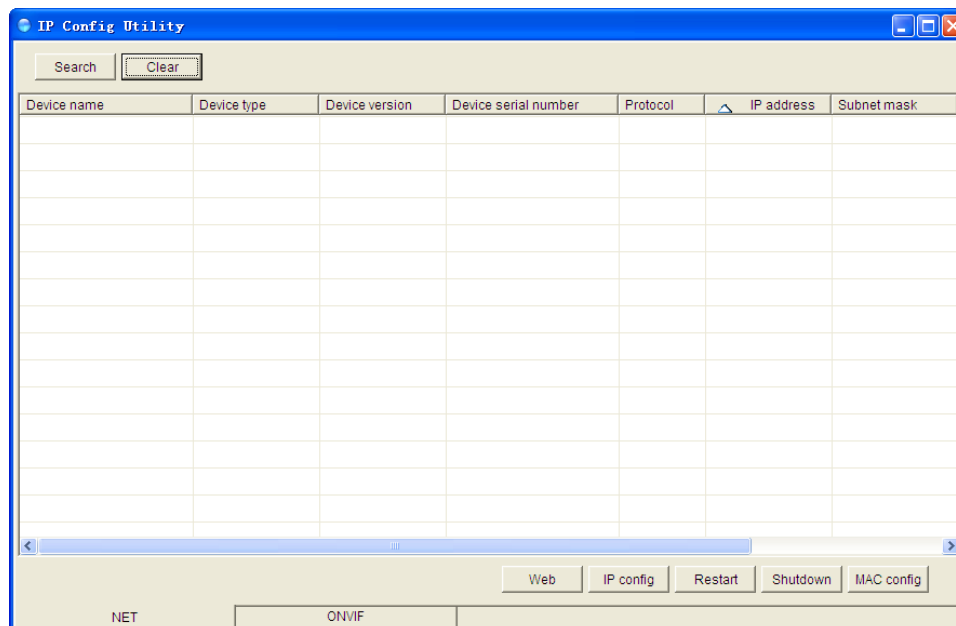 IP Config Utility
Search Clear
Device name Device type Device version Device serial number Protocol IP address Subnet mask
Web IP config Restart Shutdown MAC config
NET ONVIF